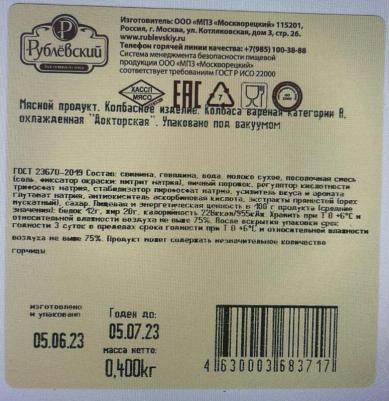 Рублёвский
Изготовитель: ООО «МПЗ «Москворецкий» 115201,
Россия, г. Москва, ул. Котляковская, дом 3, стр. 26.
www.rublevskiy.ru
Телефон горячей линии качества: +7(985) 100-38-88
Система менеджмента безопасности пищевой
продукции ООО «МПЗ «Москворецкий»
соответствует требованиям ГОСТ Р ИСО 22000
ХАССП
МЯСО
EAC
7
Мясной продукт. Колбасное изделие. Колбаса вареная категории А,
охлажденная "Докторская". Упаковано под вакуумом
ГОСТ 23670-2019 Состав: свинина, говядина, вода, молоко сухое, посолочная смесь
(соль, фиксатор окраски: нитрит натрия), яичный порошок, регулятор кислотности
трифосфат натрия, стабилизатор пирофосфат натрия, усилитель вкуса и аромата
глутамат натрия, антиокислитель аскорбиновая кислота, экстракты пряностей (орех
мускатный), сахар. Пищевая и энергетическая ценность в 100 г продукта (средние
значения): белок 12г, жир 20г, калорийность 228ккал/955кДж Хранить при Т 0 +6°С и
относительной влажности воздуха не выше 75%. После вскрытия упаковки срок
годности 3 суток в пределах срока годности при Т 0 +6°С и относительной влажности
воздуха не выше 75%. Продукт может содержать незначительное количество
горчицы
изготовлено
и упаковано:
05.06.23
Годен до:
05.07.23
масса нетто:
0,400кг
4 630003 683717